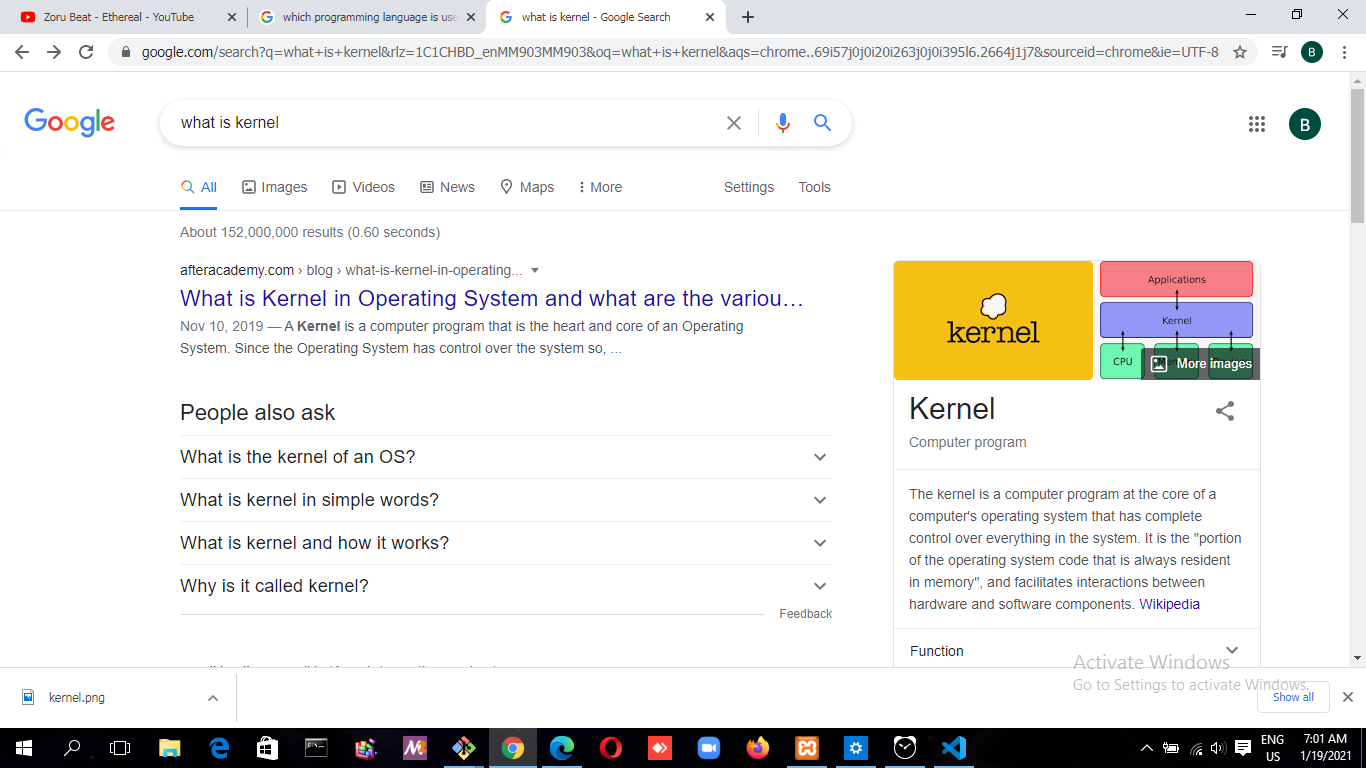 Zoru Beat - Ethereal - YouTube
which programming language is use
what is kernel - Google Search
google.com/search?q=what+is+kernel&rlz=1C1CHBD_enMM903MM903&oq=what+is+kernel&aqs=chrome..69i57j0j0i20i263j0j0i395l6.2664j1j7&sourceid=chrome&ie=UTF-8
B
Google
what is kernel
B
All Images Videos News Maps More Settings Tools
About 152,000,000 results (0.60 seconds)
afteracademy.com › blog › what-is-kernel-in-operating...
What is Kernel in Operating System and what are the variou…
Nov 10, 2019 — A Kernel is a computer program that is the heart and core of an Operating
System. Since the Operating System has control over the system so, ...
People also ask
What is the kernel of an OS?
What is kernel in simple words?
What is kernel and how it works?
Why is it called kernel?
Feedback
kernel
Applications
Kernel
CPU
More images
Kernel
Computer program
The kernel is a computer program at the core of a
computer's operating system that has complete
control over everything in the system. It is the "portion
of the operating system code that is always resident
in memory", and facilitates interactions between
hardware and software components. Wikipedia
Function
Activate Windows
Go to Settings to activate Windows.
kernel.png
Show all
ENG
US
7:01 AM
1/19/2021